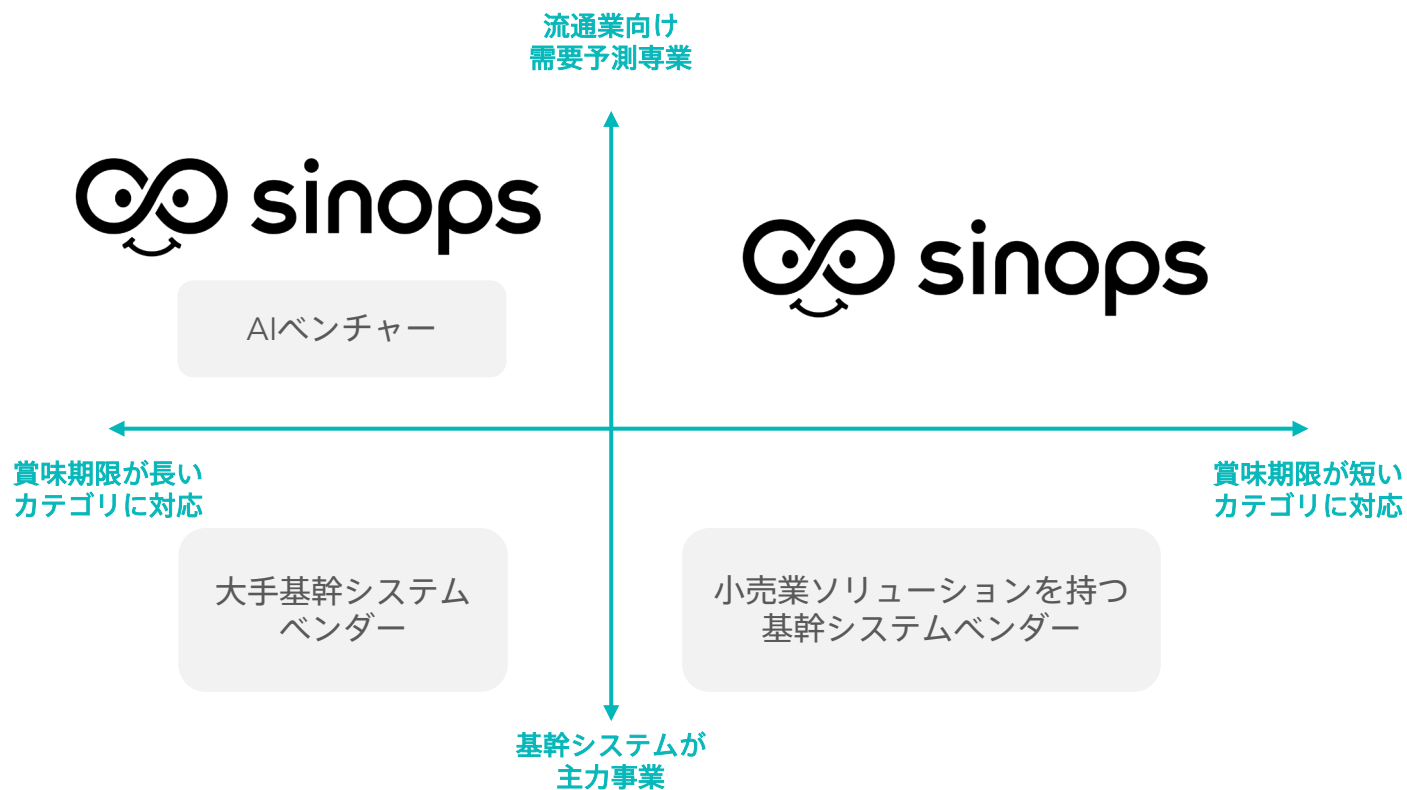 流通業向け
需要予測専業
sinops
sinops
AIベンチャー
賞味期限が長い
カテゴリに対応
賞味期限が短い
カテゴリに対応
大手基幹システム
ベンダー
小売業ソリューションを持つ
基幹システムベンダー
基幹システムが
主力事業